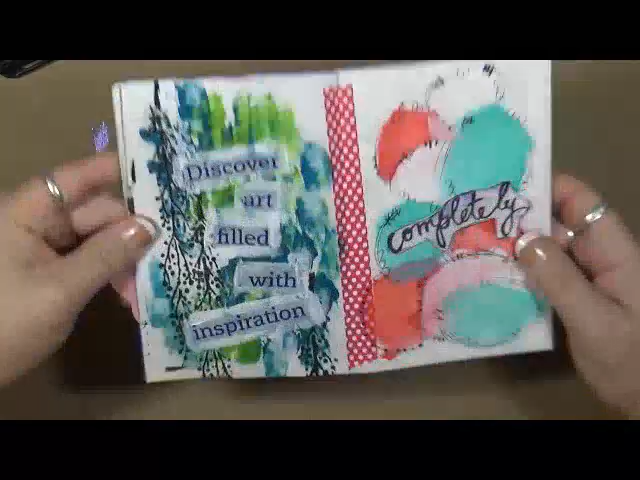 Discover
art
filled
with
inspiration
completely